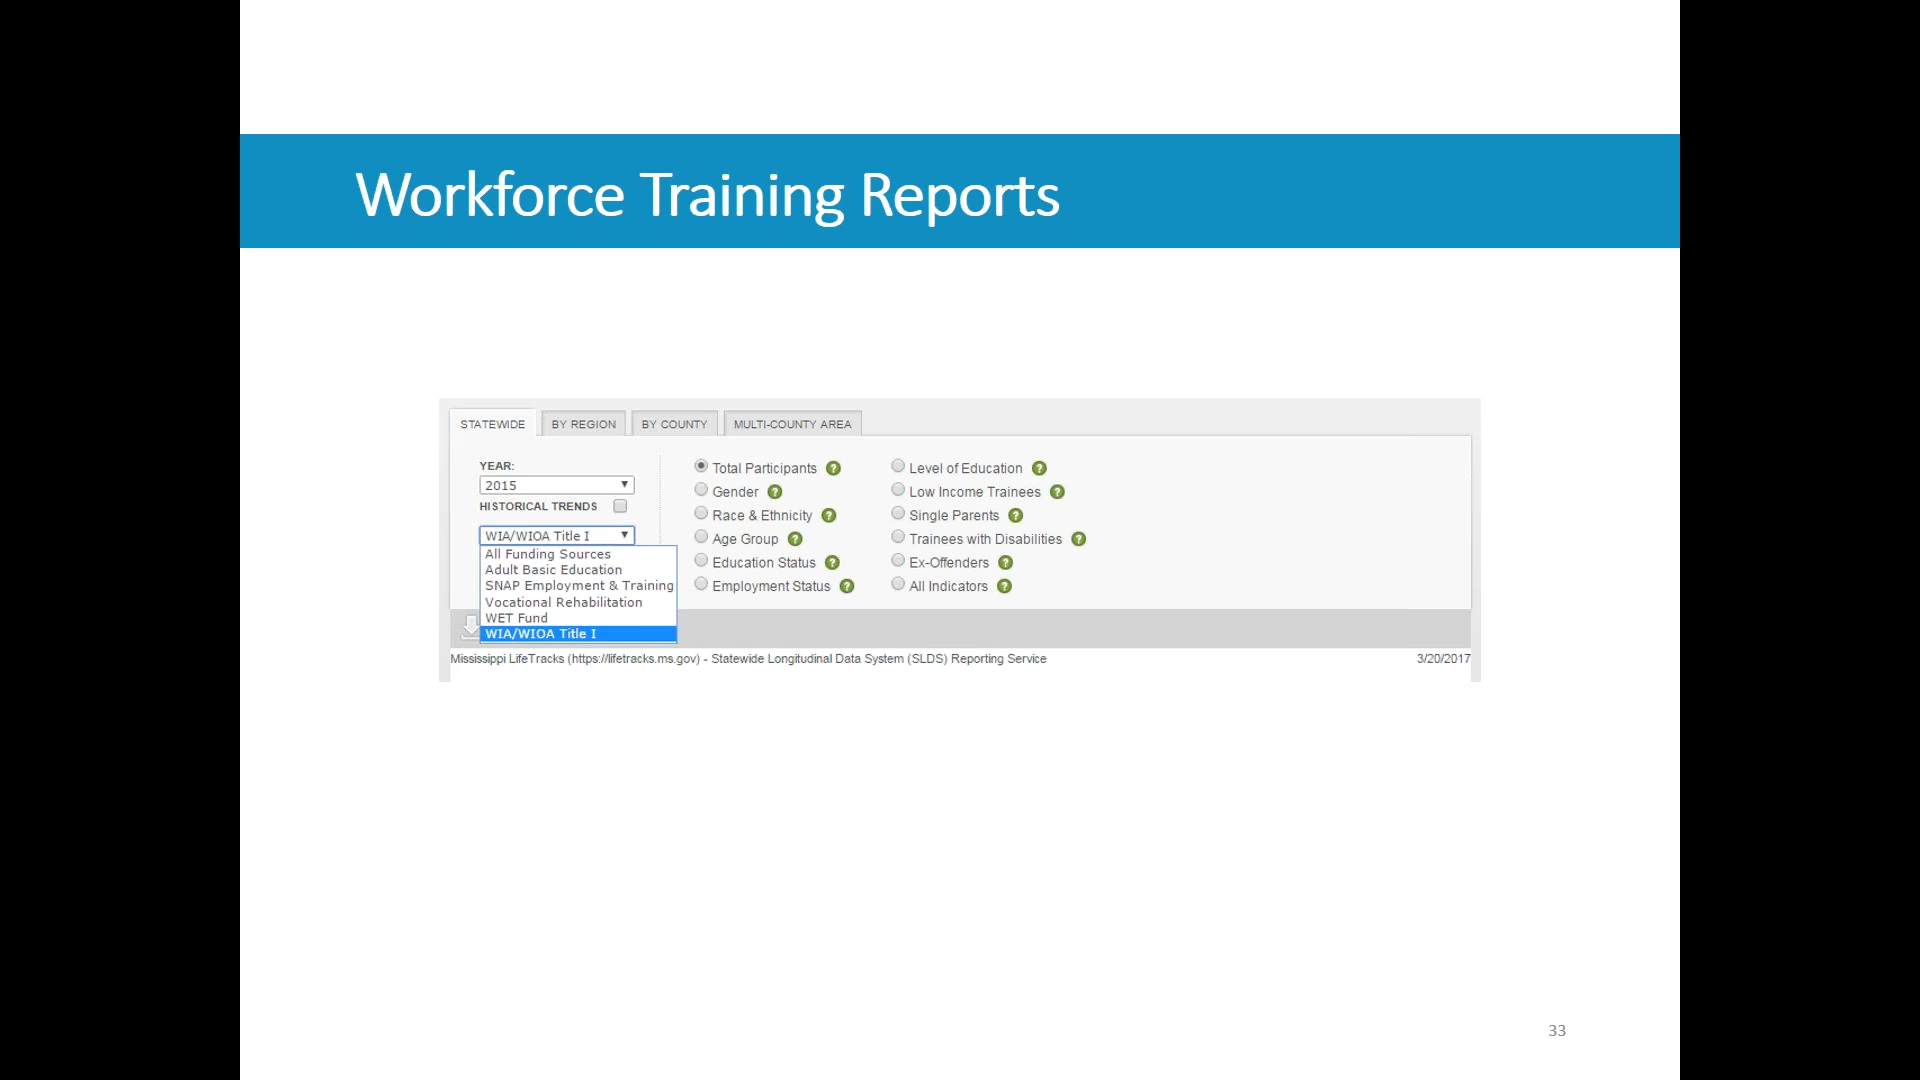 Workforce Training Reports
STATEWIDE BY REGION BY COUNTY MULTI-COUNTY AREA
YEAR:
2015
HISTORICAL TRENDS
WIA/WIOA Title I
All Funding Sources
Adult Basic Education
SNAP Employment & Training
Vocational Rehabilitation
WET Fund
WIA/WIOA Title I
Total Participants ?
Gender ?
Race & Ethnicity ?
Age Group ?
Education Status ?
Employment Status ?
Level of Education ?
Low Income Trainees ?
Single Parents ?
Trainees with Disabilities ?
Ex-Offenders ?
All Indicators ?
Mississippi LifeTracks (https://lifetracks.ms.gov) - Statewide Longitudinal Data System (SLDS) Reporting Service 3/20/2017
33